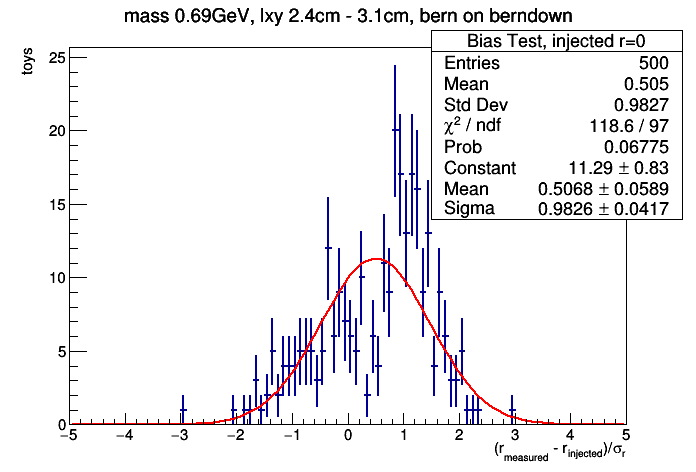 mass 0.69GeV, lxy 2.4cm - 3.1cm, bern on berndown
Bias Test, injected r=0
Entries 500
Mean 0.505
Std Dev 0.9827
χ² / ndf 118.6 / 97
Prob 0.06775
Constant 11.29 ± 0.83
Mean 0.5068 ± 0.0589
Sigma 0.9826 ± 0.0417
toys
25
20
15
10
5
0
−5 −4 −3 −2 −1 0 1 2 3 4 5
(r_measured - r_injected)/σ_r